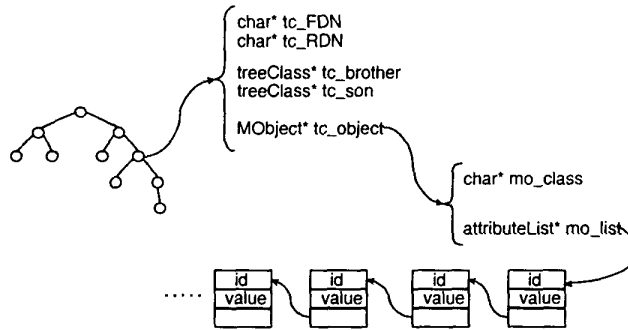 char* tc_FDN
char* tc_RDN
treeClass* tc_brother
treeClass* tc_son
MObject* tc_object
char* mo_class
attributeList* mo_list
id
id
id
id
value
value
value
value
.....